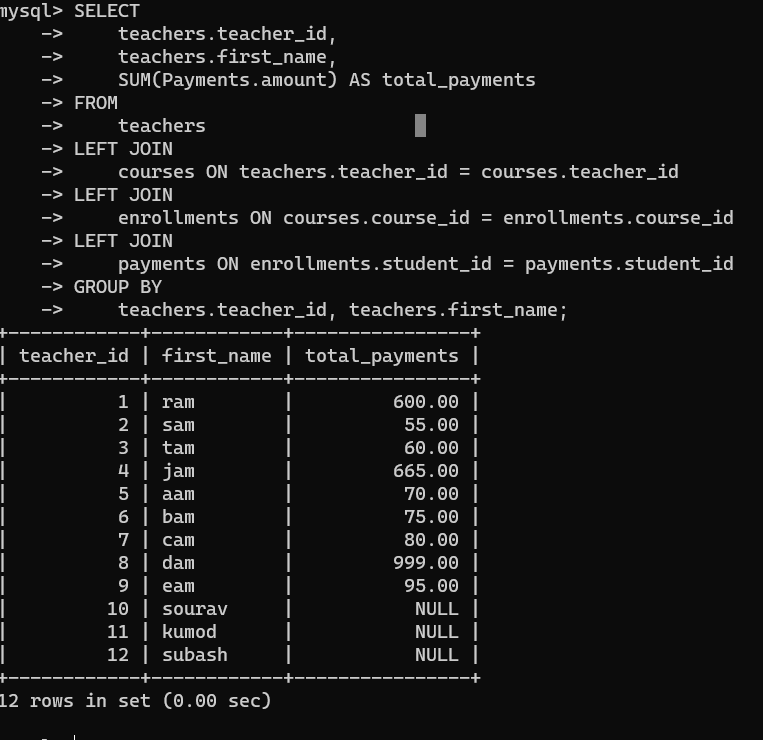 mysql> SELECT
    ->     teachers.teacher_id,
    ->     teachers.first_name,
    ->     SUM(Payments.amount) AS total_payments
    -> FROM
    ->     teachers
    -> LEFT JOIN
    ->     courses ON teachers.teacher_id = courses.teacher_id
    -> LEFT JOIN
    ->     enrollments ON courses.course_id = enrollments.course_id
    -> LEFT JOIN
    ->     payments ON enrollments.student_id = payments.student_id
    -> GROUP BY
    ->     teachers.teacher_id, teachers.first_name;
+------------+------------+----------------+
| teacher_id | first_name | total_payments |
+------------+------------+----------------+
|          1 | ram        |         600.00 |
|          2 | sam        |          55.00 |
|          3 | tam        |          60.00 |
|          4 | jam        |         665.00 |
|          5 | aam        |          70.00 |
|          6 | bam        |          75.00 |
|          7 | cam        |          80.00 |
|          8 | dam        |         999.00 |
|          9 | eam        |          95.00 |
|         10 | sourav     |           NULL |
|         11 | kumod      |           NULL |
|         12 | subash     |           NULL |
+------------+------------+----------------+
12 rows in set (0.00 sec)